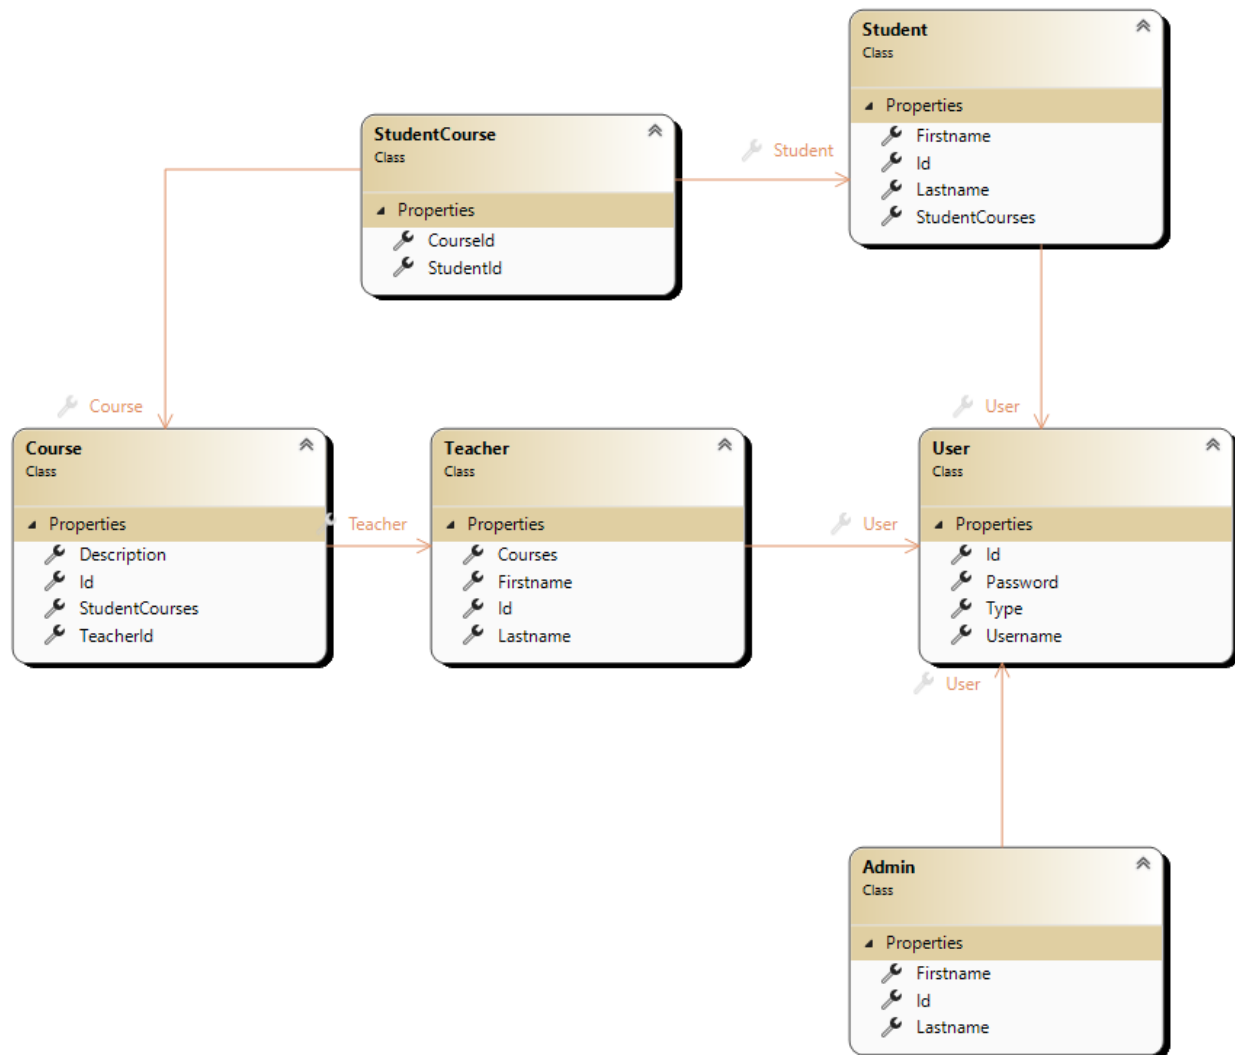 Student
Class
Properties
Firstname
Id
Lastname
StudentCourses
StudentCourse
Class
Properties
CourseId
StudentId
Student
Course
User
Course
Class
Properties
Description
Id
StudentCourses
TeacherId
Teacher
Teacher
Class
Properties
Courses
Firstname
Id
Lastname
User
User
Class
Properties
Id
Password
Type
Username
User
Admin
Class
Properties
Firstname
Id
Lastname